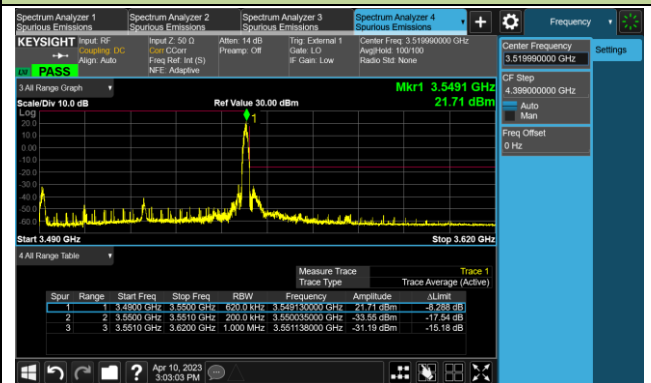 Spectrum Analyzer 1
Spurious Emissions
Spectrum Analyzer 2
Spurious Emissions
Spectrum Analyzer 3
Spurious Emissions
Spectrum Analyzer 4
Spurious Emissions
Frequency
KEYSIGHT
Input: RF
Coupling: DC
Align: Auto
Input Z: 50 Ω
Corr CCorr
Freq Ref: Int (S)
NFE: Adaptive
Atten: 14 dB
Preamp: Off
Trig: External 1
Gate: LO
IF Gain: Low
Center Freq: 3.519990000 GHz
Avg|Hold: 100/100
Radio Std: None
PASS
Center Frequency
3.519990000 GHz
Settings
CF Step
4.399000000 GHz
Auto
Man
Freq Offset
0 Hz
3 All Range Graph
Mkr1 3.5491 GHz
Scale/Div 10.0 dB
Ref Value 30.00 dBm
21.71 dBm
Log
20.0
10.0
0.00
-10.0
-20.0
-30.0
-40.0
-50.0
-60.0
1
Start 3.490 GHz
Stop 3.620 GHz
4 All Range Table
Measure Trace
Trace 1
Trace Type
Trace Average (Active)
Spur Range Start Freq Stop Freq RBW Frequency Amplitude ΔLimit
1 1 3.4900 GHz 3.5500 GHz 620.0 kHz 3.549130000 GHz 21.71 dBm -8.288 dB
2 2 3.5500 GHz 3.5510 GHz 200.0 kHz 3.550035000 GHz -33.55 dBm -17.54 dB
3 3 3.5510 GHz 3.6200 GHz 1.000 MHz 3.551138000 GHz -31.19 dBm -15.18 dB
Apr 10, 2023
3:03:03 PM